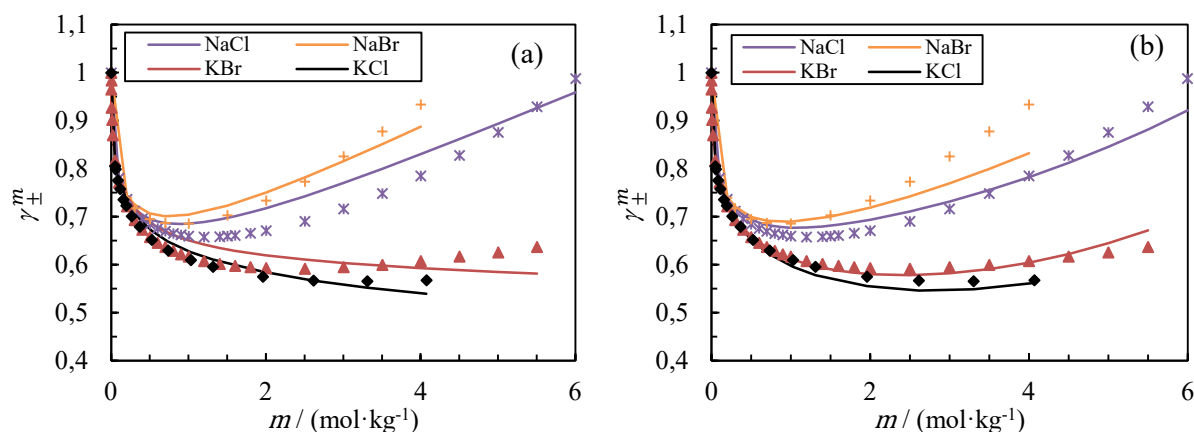 1,1
1
0,9
0,8
0,7
0,6
0,5
0,4
γ±^m
NaCl NaBr
KBr KCl
(a)
0 2 4 6
m / (mol·kg⁻¹)
1,1
1
0,9
0,8
0,7
0,6
0,5
0,4
γ±^m
NaCl NaBr
KBr KCl
(b)
0 2 4 6
m / (mol·kg⁻¹)